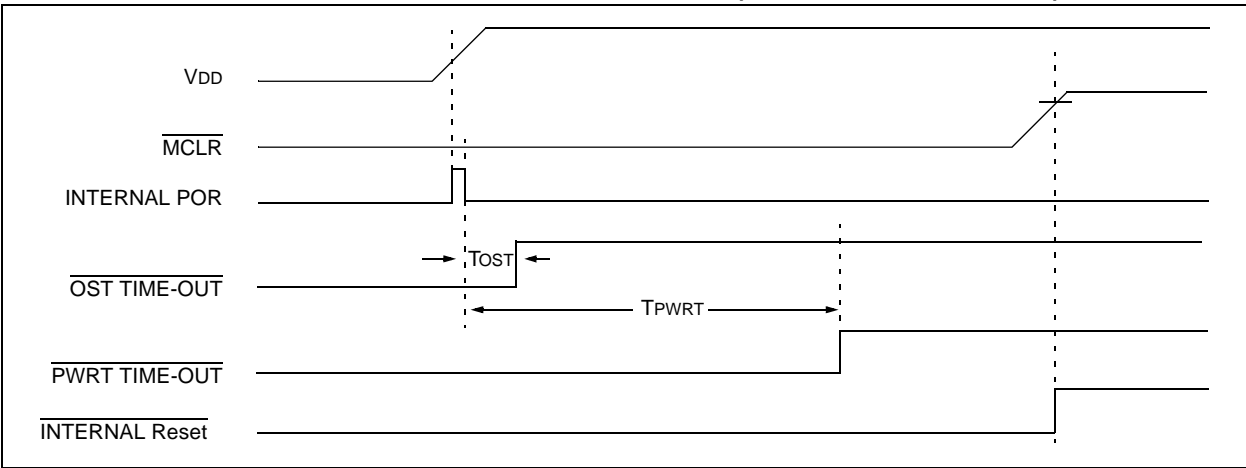 VDD
MCLR
INTERNAL POR
TOST
OST TIME-OUT
TPWRT
PWRT TIME-OUT
INTERNAL Reset